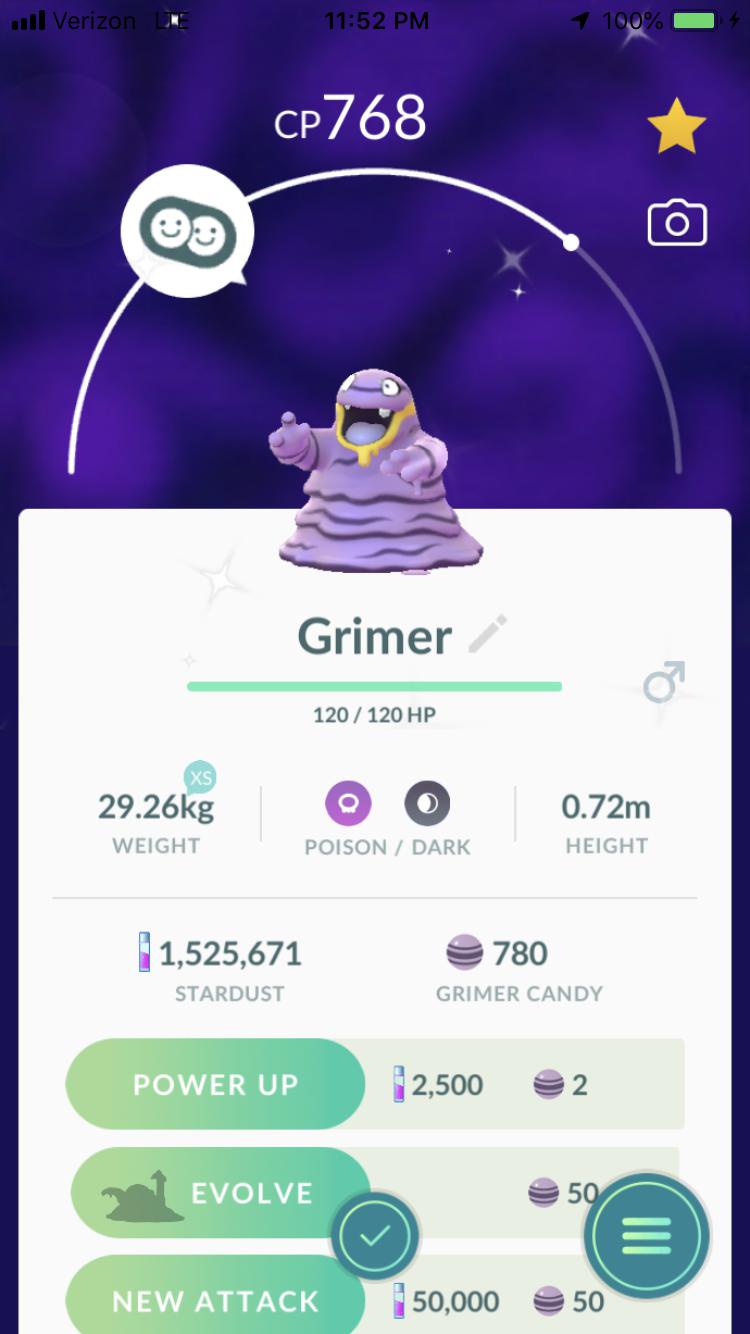 Verizon LTE 11:52 PM 100%
CP768
Grimer
120 / 120 HP
XS
29.26kg 0.72m
WEIGHT POISON / DARK HEIGHT
1,525,671 780
STARDUST GRIMER CANDY
POWER UP 2,500 2
EVOLVE 50
NEW ATTACK 50,000 50